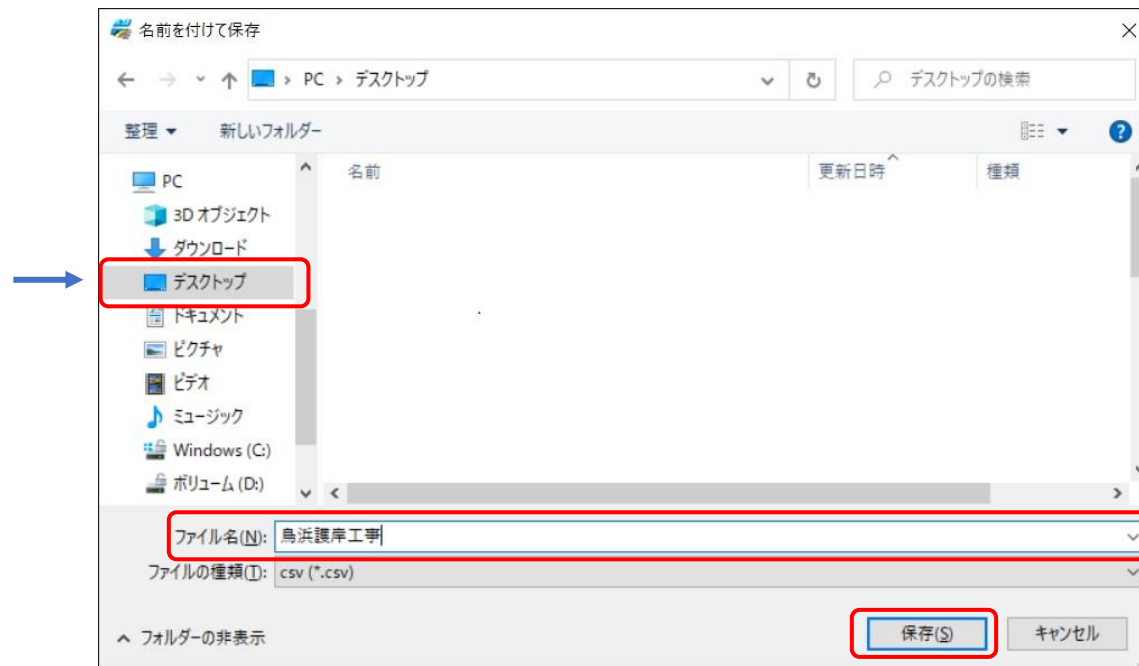 名前を付けて保存
PC › デスクトップ
デスクトップの検索
整理
新しいフォルダー
名前
更新日時
種類
PC
3D オブジェクト
ダウンロード
デスクトップ
ドキュメント
ピクチャ
ビデオ
ミュージック
Windows (C:)
ボリューム (D:)
ファイル名(N): 鳥浜護岸工事
ファイルの種類(T): csv (*.csv)
フォルダーの非表示
保存(S)
キャンセル